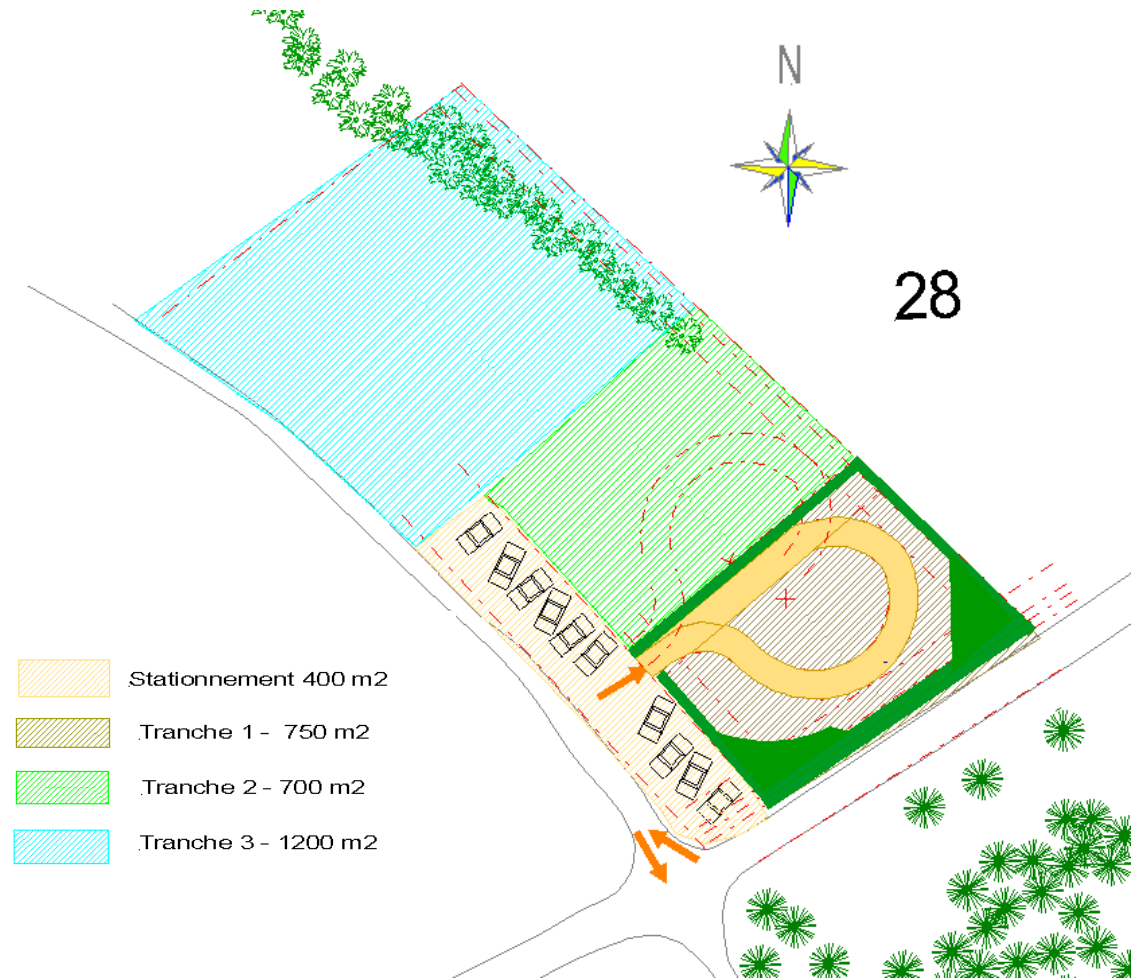 N
28
Stationnement 400 m2
Tranche 1 - 750 m2
Tranche 2 - 700 m2
Tranche 3 - 1200 m2